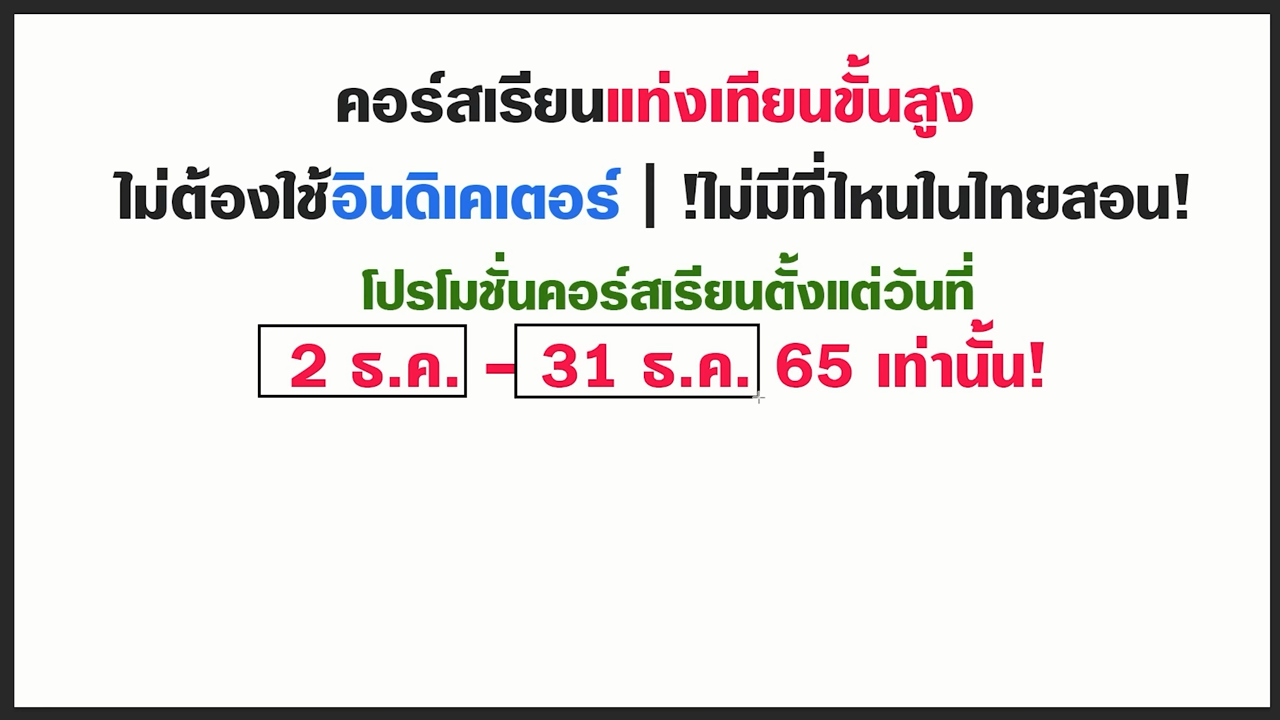 คอร์สเรียนแท่งเทียนขั้นสูง
ไม่ต้องใช้อินดิเคเตอร์ | !ไม่มีที่ไหนในไทยสอน!
โปรโมชั่นคอร์สเรียนตั้งแต่วันที่
2 ธ.ค. – 31 ธ.ค. 65 เท่านั้น!